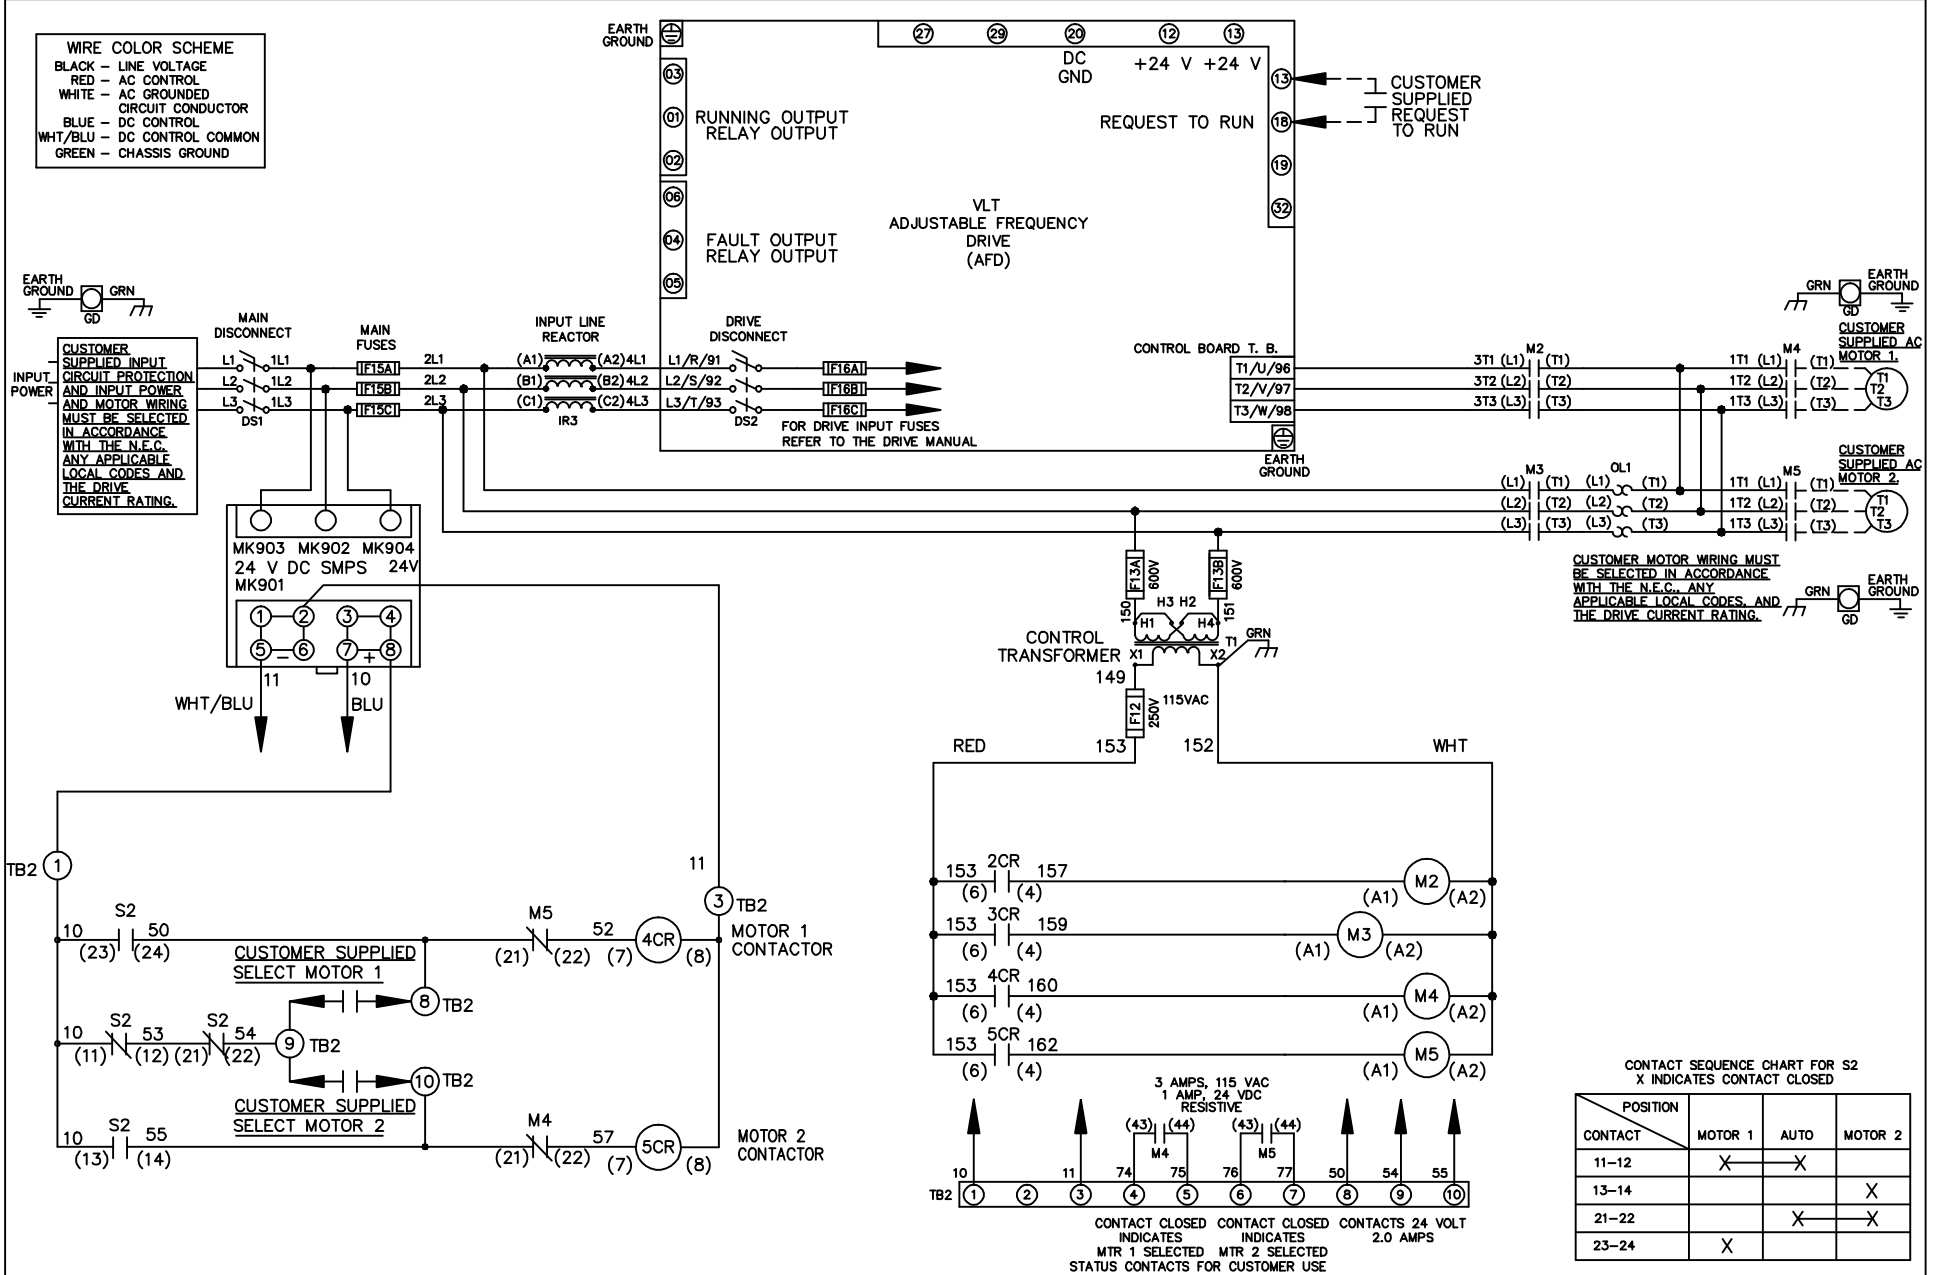 WIRE COLOR SCHEME
BLACK – LINE VOLTAGE
RED – AC CONTROL
WHITE – AC GROUNDED
CIRCUIT CONDUCTOR
BLUE – DC CONTROL
WHT/BLU – DC CONTROL COMMON
GREEN – CHASSIS GROUND
EARTH
GROUND
27 29 20 12 13
DC
GND
+24 V +24 V
03
01
02
RUNNING OUTPUT
RELAY OUTPUT
06
04
05
FAULT OUTPUT
RELAY OUTPUT
REQUEST TO RUN
13
18
19
32
CUSTOMER
SUPPLIED
REQUEST
TO RUN
VLT
ADJUSTABLE FREQUENCY
DRIVE
(AFD)
EARTH
GROUND
GRN
GD
INPUT
POWER
CUSTOMER
SUPPLIED INPUT
CIRCUIT PROTECTION
AND INPUT POWER
AND MOTOR WIRING
MUST BE SELECTED
IN ACCORDANCE
WITH THE N.E.C.
ANY APPLICABLE
LOCAL CODES AND
THE DRIVE
CURRENT RATING.
MAIN
DISCONNECT
MAIN
FUSES
INPUT LINE
REACTOR
DRIVE
DISCONNECT
L1 1L1 F15A 2L1 (A1) (A2) 4L1 L1/R/91 F16A
L2 1L2 F15B 2L2 (B1) (B2) 4L2 L2/S/92 F16B
L3 1L3 F15C 2L3 (C1) (C2) 4L3 L3/T/93 F16C
DS1 IR3 DS2
FOR DRIVE INPUT FUSES
REFER TO THE DRIVE MANUAL
CONTROL BOARD T. B.
T1/U/96
T2/V/97
T3/W/98
EARTH
GROUND
M2 M4
3T1 (L1) (T1) 1T1 (L1) (T1)
3T2 (L2) (T2) 1T2 (L2) (T2)
3T3 (L3) (T3) 1T3 (L3) (T3)
GRN
EARTH
GROUND
GD
CUSTOMER
SUPPLIED AC
MOTOR 1.
T1
T2
T3
M3 OL1 M5
(L1) (T1) (L1) (T1) 1T1 (L1) (T1)
(L2) (T2) (L2) (T2) 1T2 (L2) (T2)
(L3) (T3) (L3) (T3) 1T3 (L3) (T3)
CUSTOMER
SUPPLIED AC
MOTOR 2.
T1
T2
T3
CUSTOMER MOTOR WIRING MUST
BE SELECTED IN ACCORDANCE
WITH THE N.E.C., ANY
APPLICABLE LOCAL CODES, AND
THE DRIVE CURRENT RATING.
GRN
EARTH
GROUND
GD
MK903 MK902 MK904
24 V DC SMPS 24V
MK901
1 2 3 4
5 – 6 7 + 8
11 10
WHT/BLU BLU
F13A 600V F13B 600V
150 H3 H2 151
H1 H4
CONTROL
TRANSFORMER
X1 X2 T1 GRN
149
F12 250V 115VAC
RED 153 152 WHT
TB2 1
11
3 TB2
10 S2 50 M5 52 4CR
(23) (24) (21) (22) (7) (8)
MOTOR 1
CONTACTOR
CUSTOMER SUPPLIED
SELECT MOTOR 1
8 TB2
10 S2 53 S2 54
(11) (12) (21) (22)
9 TB2
10 TB2
CUSTOMER SUPPLIED
SELECT MOTOR 2
10 S2 55 M4 57 5CR
(13) (14) (21) (22) (7) (8)
MOTOR 2
CONTACTOR
153 2CR 157 M2
(6) (4) (A1) (A2)
153 3CR 159 M3
(6) (4) (A1) (A2)
153 4CR 160 M4
(6) (4) (A1) (A2)
153 5CR 162 M5
(6) (4) (A1) (A2)
3 AMPS, 115 VAC
1 AMP, 24 VDC
RESISTIVE
(43) (44) (43) (44)
M4 M5
10 11 74 75 76 77 50 54 55
TB2 1 2 3 4 5 6 7 8 9 10
CONTACT CLOSED
INDICATES
MTR 1 SELECTED
CONTACT CLOSED
INDICATES
MTR 2 SELECTED
CONTACTS 24 VOLT
2.0 AMPS
STATUS CONTACTS FOR CUSTOMER USE
CONTACT SEQUENCE CHART FOR S2
X INDICATES CONTACT CLOSED
POSITION
CONTACT MOTOR 1 AUTO MOTOR 2
11–12 X X
13–14 X
21–22 X X
23–24 X